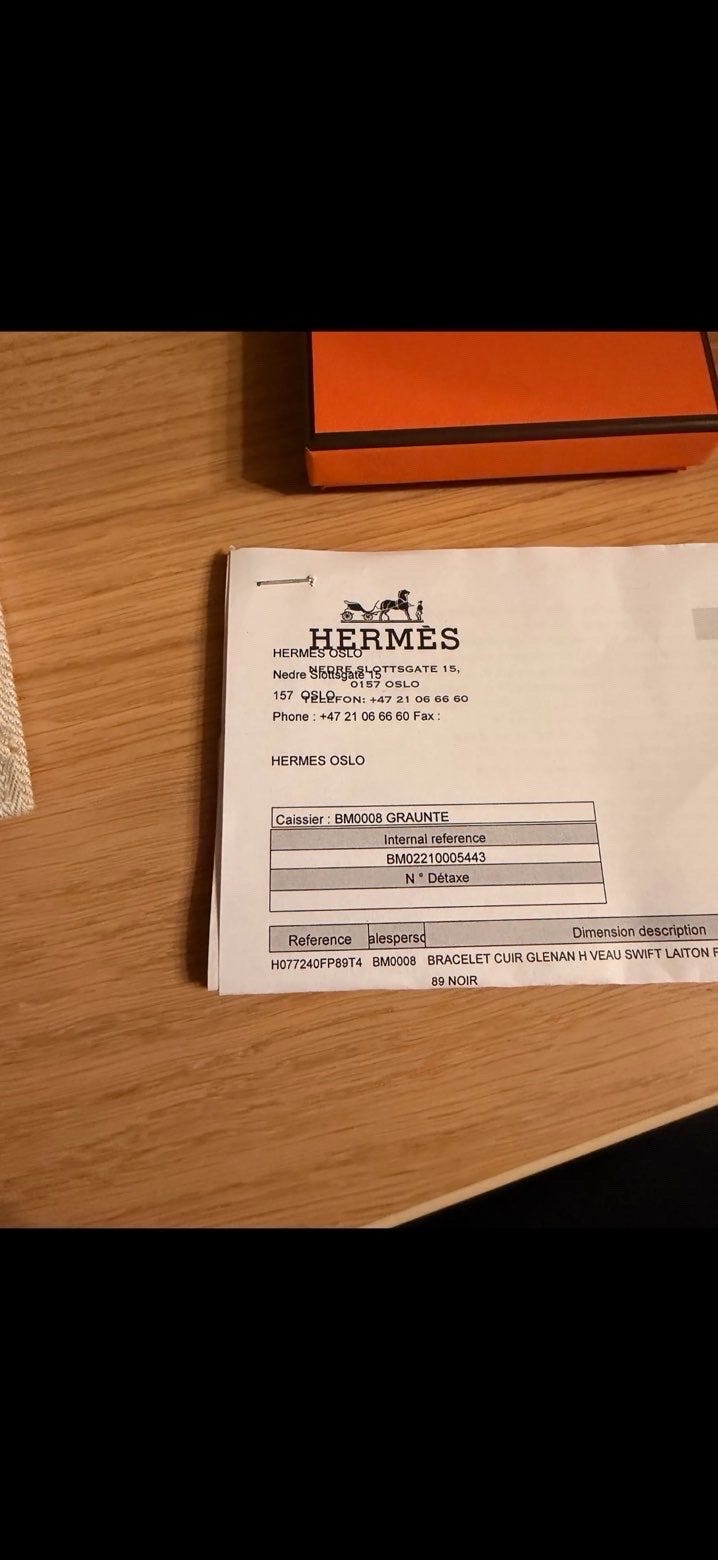 HERMÈS
HERMES OSLO
NEDRE SLOTTSGATE 15,
Nedre Slottsgate 15
0157 OSLO
157 OSLO
TELEFON: +47 21 06 66 60
Phone : +47 21 06 66 60 Fax :
HERMES OSLO
Caissier : BM0008 GRAUNTE
Internal reference
BM02210005443
N° Détaxe
Reference alesperso Dimension description
H077240FP89T4 BM0008 BRACELET CUIR GLENAN H VEAU SWIFT LAITON
89 NOIR